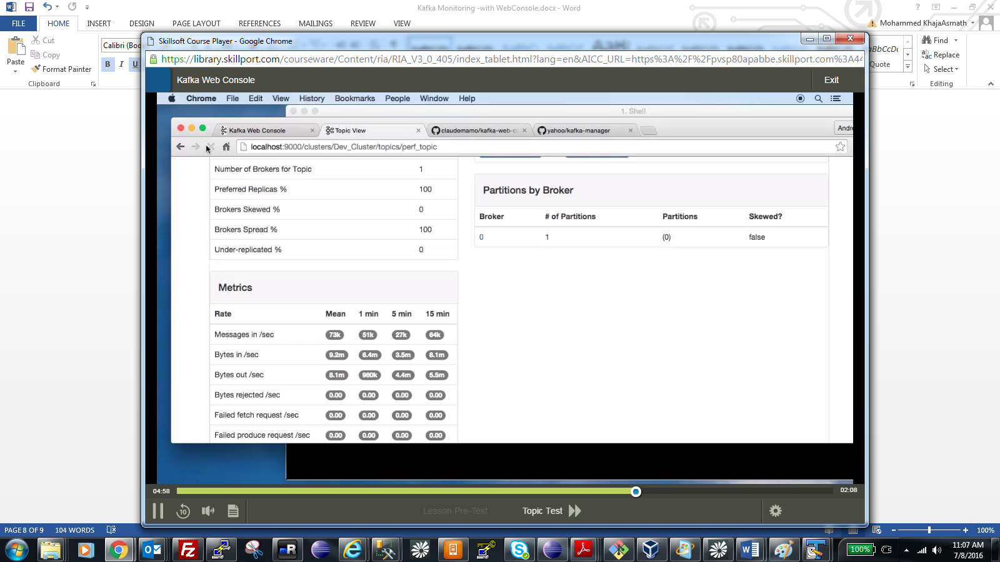 Kafka Monitoring -with WebConsole.docx - Word
FILE HOME INSERT DESIGN PAGE LAYOUT REFERENCES MAILINGS REVIEW VIEW
Mohammed KhajaAsmath
Paste
Cut
Copy
Format Painter
Clipboard
Calibri (Boc
B I U
Quote
Find
Replace
Select
Editing
Skillsoft Course Player - Google Chrome
https://library.skillport.com/courseware/Content/ria/RIA_V3_0_405/index_tablet.html?lang=en&AICC_URL=https%3A%2F%2Fpvsp80apabbe.skillport.com%3A44
Kafka Web Console
Exit
Chrome File Edit View History Bookmarks People Window Help
1. Shell
Kafka Web Console
Topic View
claudemamo/kafka-web-co
yahoo/kafka-manager
Andre
localhost:9000/clusters/Dev_Cluster/topics/perf_topic
Number of Brokers for Topic 1
Preferred Replicas % 100
Brokers Skewed % 0
Brokers Spread % 100
Under-replicated % 0
Metrics
Rate Mean 1 min 5 min 15 min
Messages in /sec 73k 51k 27k 64k
Bytes in /sec 9.2m 6.4m 3.5m 8.1m
Bytes out /sec 8.1m 980k 4.4m 5.5m
Bytes rejected /sec 0.00 0.00 0.00 0.00
Failed fetch request /sec 0.00 0.00 0.00 0.00
Failed produce request /sec 0.00 0.00 0.00 0.00
Partitions by Broker
Broker # of Partitions Partitions Skewed?
0 1 (0) false
04:58
02:08
10
Lesson Pre-Test
Topic Test
PAGE 8 OF 9 104 WORDS
100%
100%
11:07 AM
7/8/2016